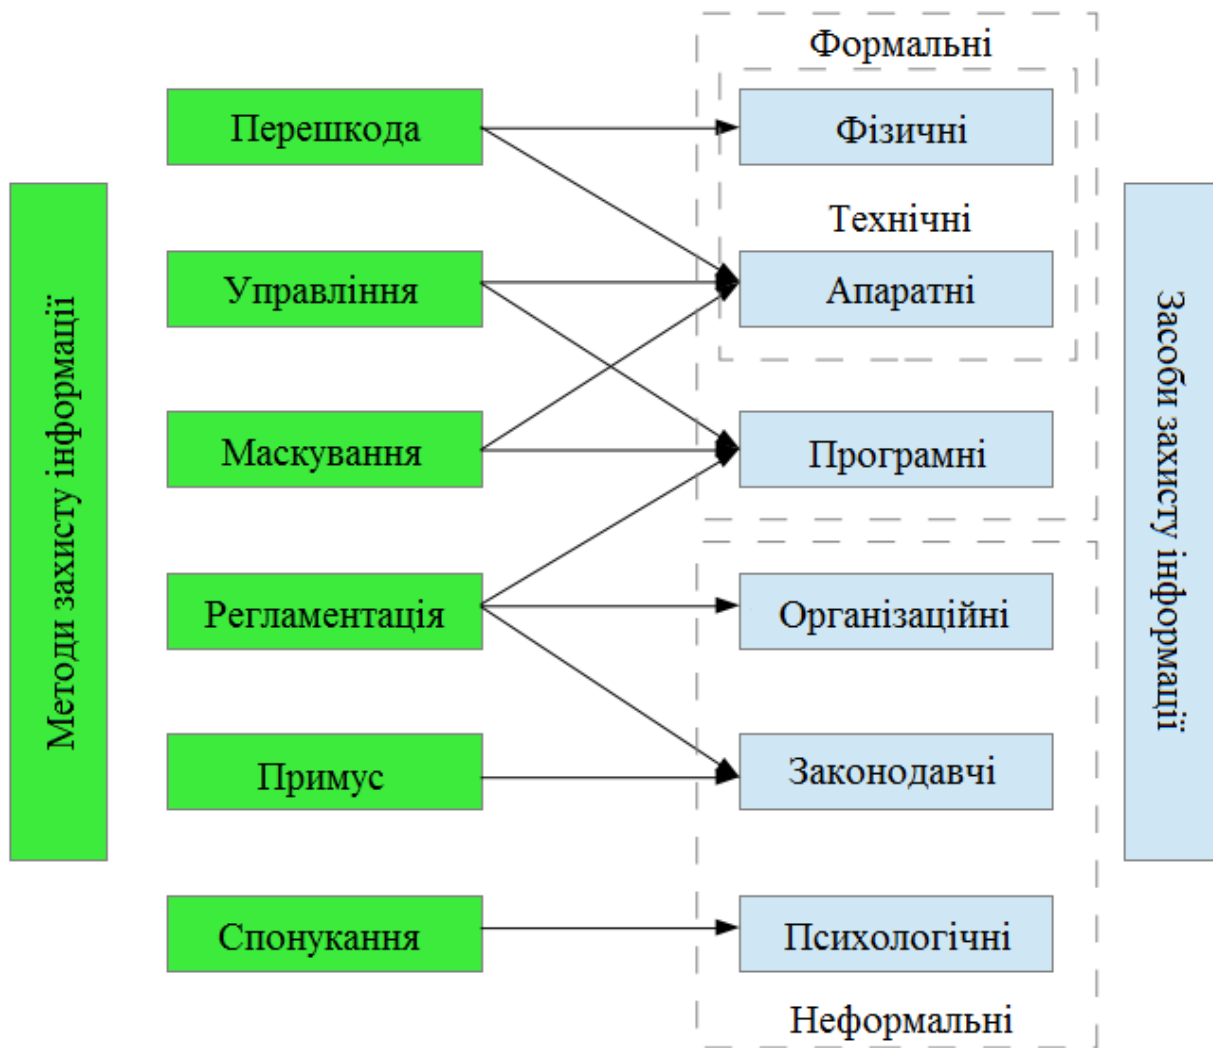 Методи захисту інформації
Перешкода
Управління
Маскування
Регламентація
Примус
Спонукання
Формальні
Фізичні
Технічні
Апаратні
Програмні
Організаційні
Законодавчі
Психологічні
Неформальні
Засоби захисту інформації